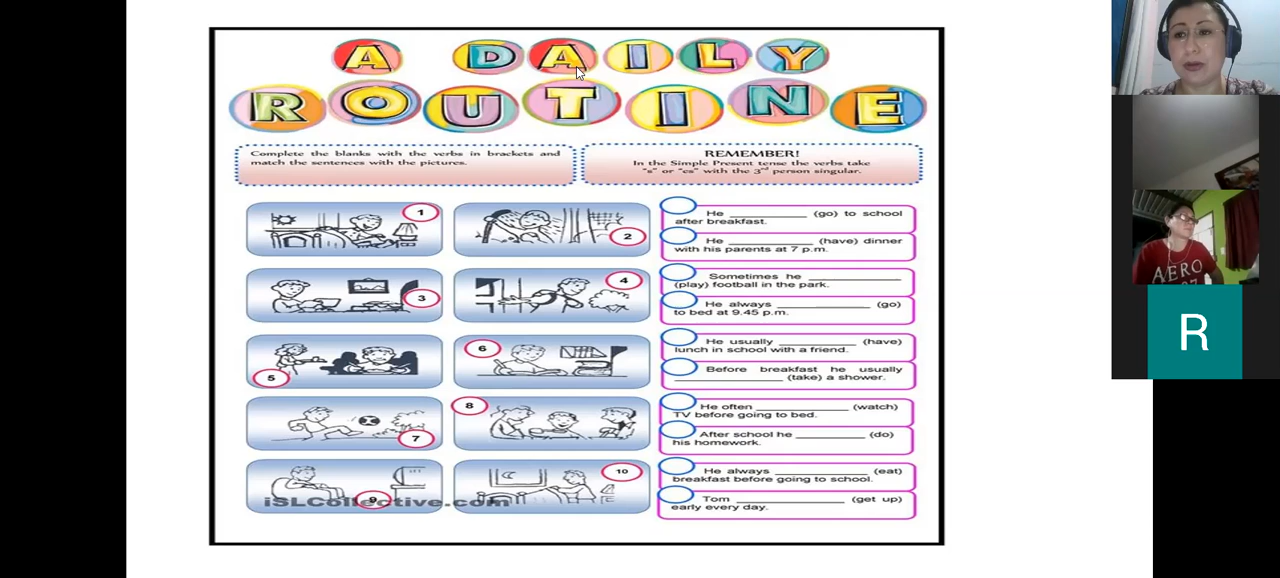 A DAILY
ROUTINE
Complete the blanks with the verbs in brackets and
match the sentences with the pictures.
REMEMBER!
In the Simple Present tense the verbs take
"s" or "es" with the 3rd person singular.
1
2
3
4
5
6
7
8
9
10
He __________ (go) to school
after breakfast.
He ___________ (have) dinner
with his parents at 7 p.m.
Sometimes he ____________
(play) football in the park.
He always ____________ (go)
to bed at 9.45 p.m.
He usually __________ (have)
lunch in school with a friend.
Before breakfast he usually
______________ (take) a shower.
He often ____________ (watch)
TV before going to bed.
After school he _________ (do)
his homework.
He always ____________ (eat)
breakfast before going to school.
Tom ______________ (get up)
early every day.
iSLCollective.com
AERO
R